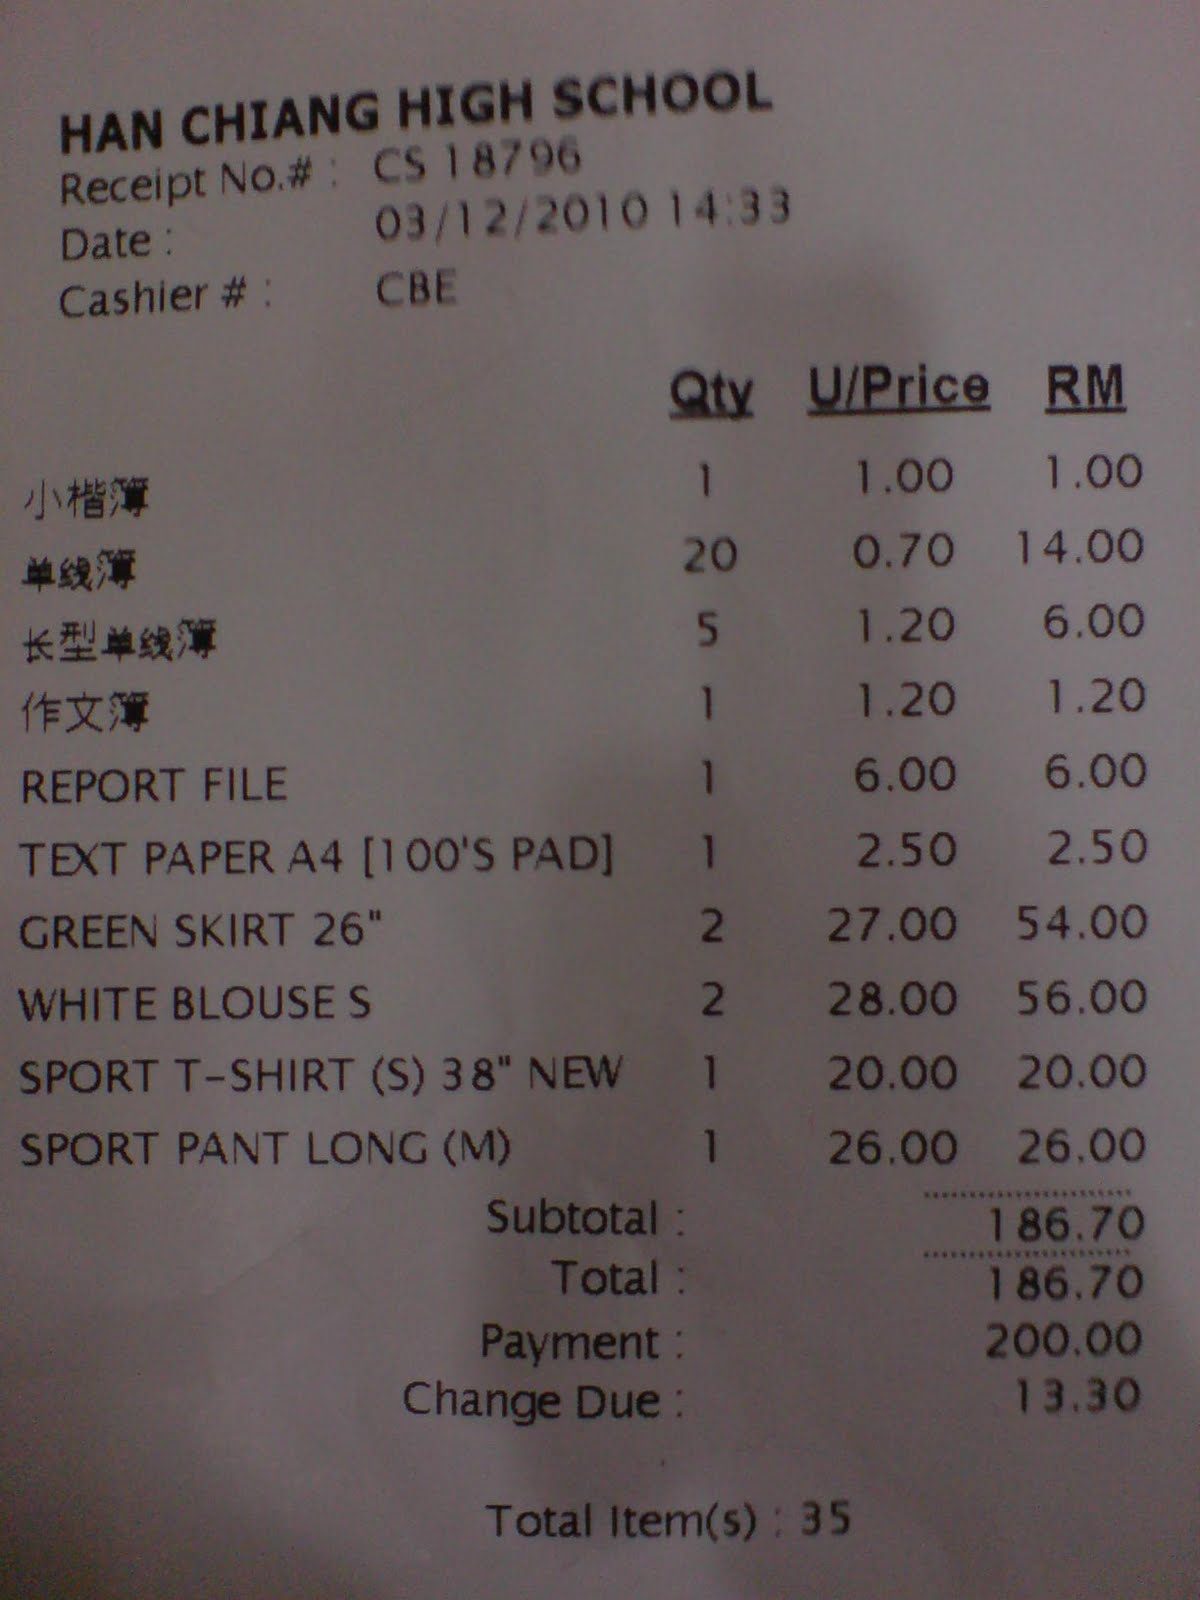 HAN CHIANG HIGH SCHOOL
Receipt No.# : CS 18796
Date : 03/12/2010 14:33
Cashier # : CBE
Qty U/Price RM
小楷簿 1 1.00 1.00
单线簿 20 0.70 14.00
长型单线簿 5 1.20 6.00
作文簿 1 1.20 1.20
REPORT FILE 1 6.00 6.00
TEXT PAPER A4 [100'S PAD] 1 2.50 2.50
GREEN SKIRT 26" 2 27.00 54.00
WHITE BLOUSE S 2 28.00 56.00
SPORT T-SHIRT (S) 38" NEW 1 20.00 20.00
SPORT PANT LONG (M) 1 26.00 26.00
Subtotal : 186.70
Total : 186.70
Payment : 200.00
Change Due : 13.30
Total Item(s) : 35